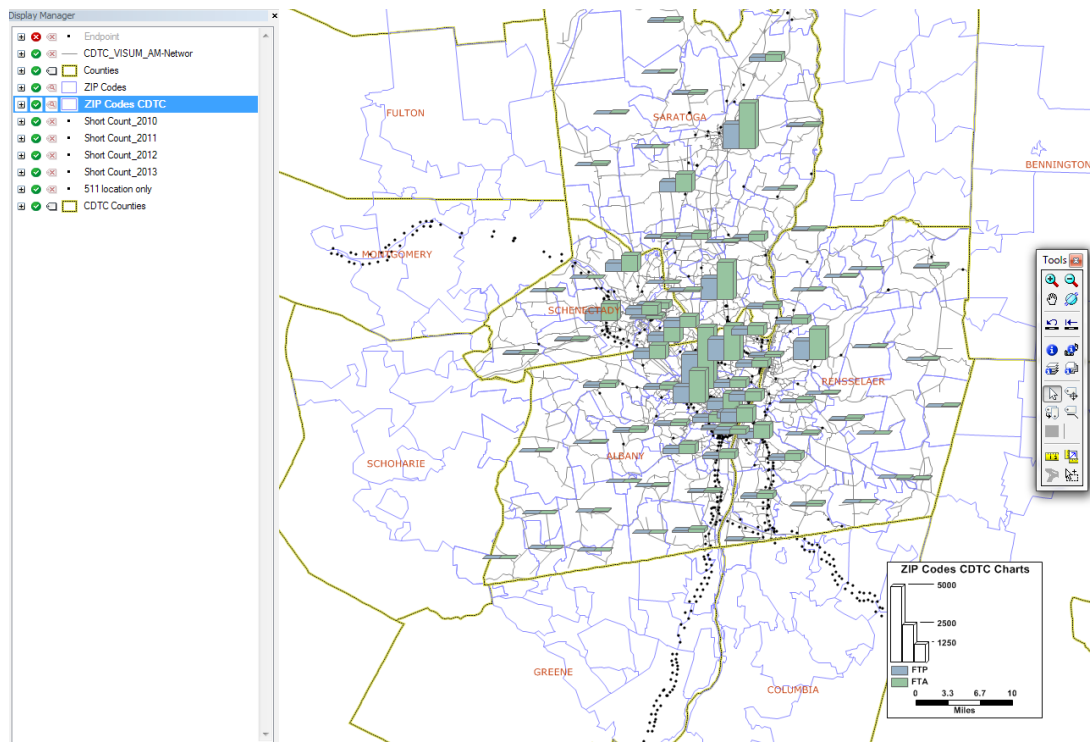 Display Manager
Endpoint
CDTC_VISUM_AM-Networ
Counties
ZIP Codes
ZIP Codes CDTC
Short Count_2010
Short Count_2011
Short Count_2012
Short Count_2013
511 location only
CDTC Counties
FULTON
SARATOGA
BENNINGTON
MONTGOMERY
Tools
SCHENECTADY
RENSSELAER
SCHOHARIE
ALBANY
ZIP Codes CDTC Charts
5000
2500
1250
FTP
FTA
0 3.3 6.7 10
Miles
GREENE
COLUMBIA